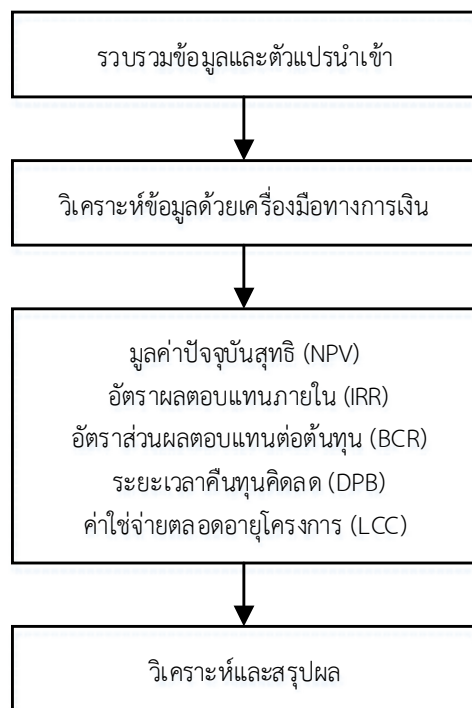 รวบรวมข้อมูลและตัวแปรนำเข้า
วิเคราะห์ข้อมูลด้วยเครื่องมือทางการเงิน
มูลค่าปัจจุบันสุทธิ (NPV)
อัตราผลตอบแทนภายใน (IRR)
อัตราส่วนผลตอบแทนต่อต้นทุน (BCR)
ระยะเวลาคืนทุนคิดลด (DPB)
ค่าใช่จ่ายตลอดอายุโครงการ (LCC)
วิเคราะห์และสรุปผล